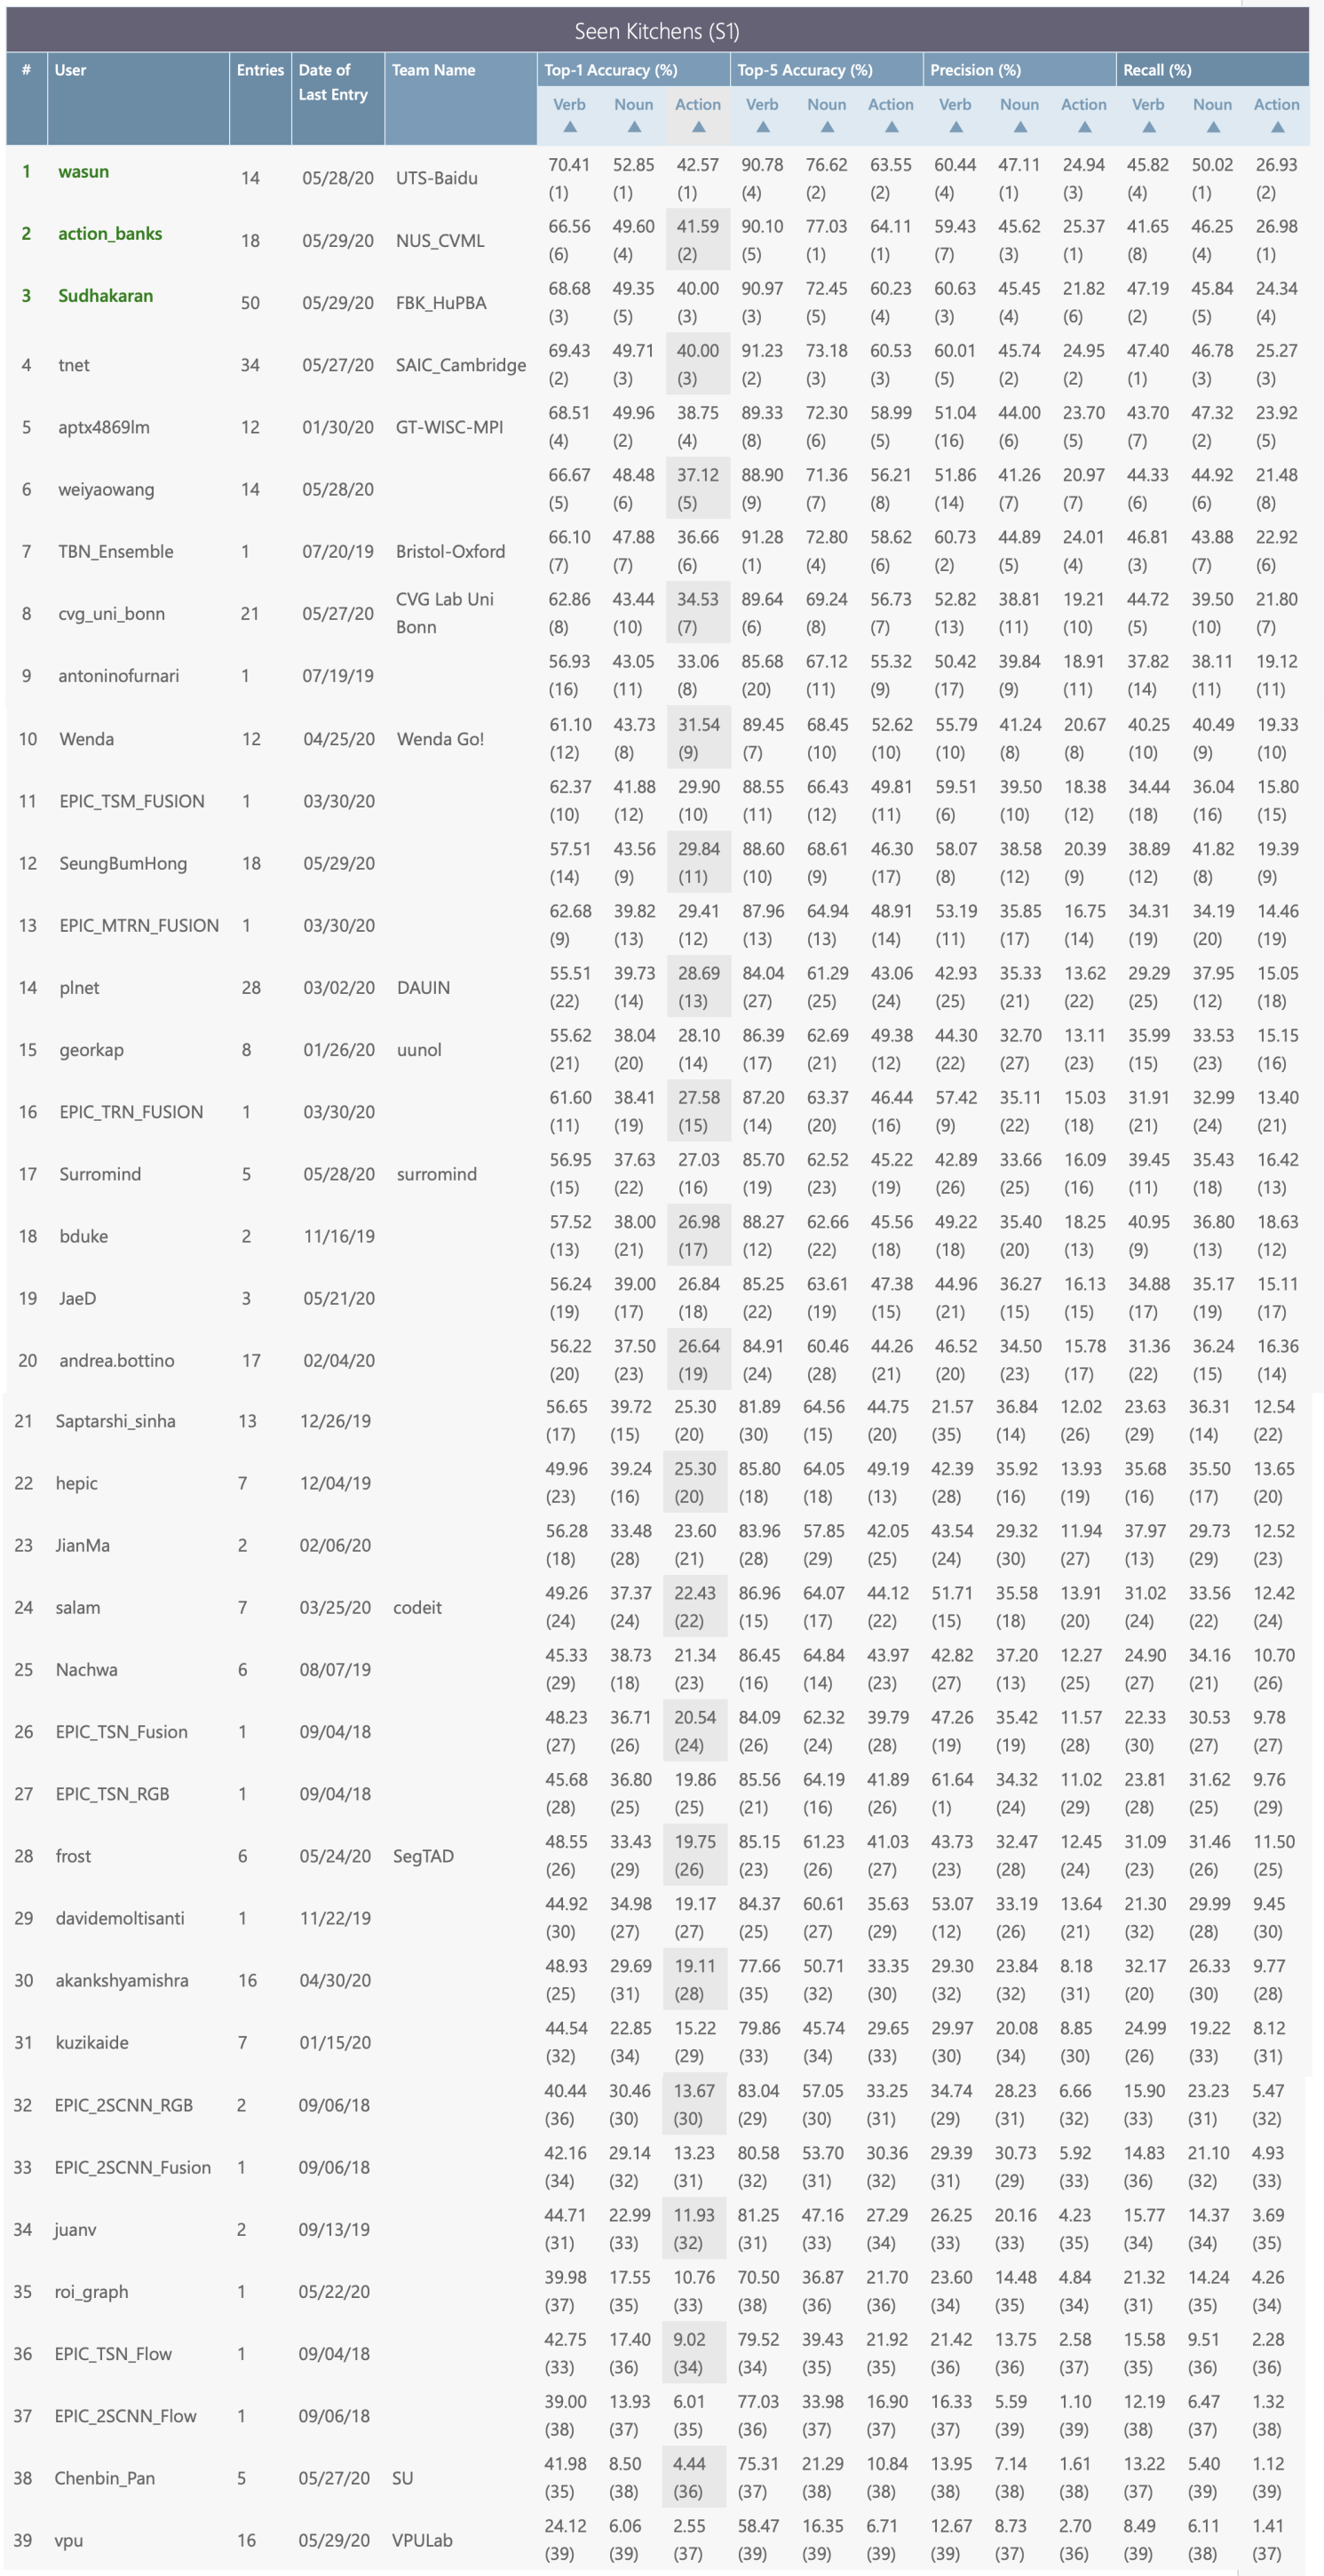 Seen Kitchens (S1)
# User Entries Date of Last Entry Team Name Top-1 Accuracy (%) Top-5 Accuracy (%) Precision (%) Recall (%)
Verb Noun Action Verb Noun Action Verb Noun Action Verb Noun Action
▲ ▲ ▲ ▲ ▲ ▲ ▲ ▲ ▲ ▲ ▲ ▲
1 wasun 14 05/28/20 UTS-Baidu 70.41 52.85 42.57 90.78 76.62 63.55 60.44 47.11 24.94 45.82 50.02 26.93
(1) (1) (1) (4) (2) (2) (4) (1) (3) (4) (1) (2)
2 action_banks 18 05/29/20 NUS_CVML 66.56 49.60 41.59 90.10 77.03 64.11 59.43 45.62 25.37 41.65 46.25 26.98
(6) (4) (2) (5) (1) (1) (7) (3) (1) (8) (4) (1)
3 Sudhakaran 50 05/29/20 FBK_HuPBA 68.68 49.35 40.00 90.97 72.45 60.23 60.63 45.45 21.82 47.19 45.84 24.34
(3) (5) (3) (3) (5) (4) (3) (4) (6) (2) (5) (4)
4 tnet 34 05/27/20 SAIC_Cambridge 69.43 49.71 40.00 91.23 73.18 60.53 60.01 45.74 24.95 47.40 46.78 25.27
(2) (3) (3) (2) (3) (3) (5) (2) (2) (1) (3) (3)
5 aptx4869lm 12 01/30/20 GT-WISC-MPI 68.51 49.96 38.75 89.33 72.30 58.99 51.04 44.00 23.70 43.70 47.32 23.92
(4) (2) (4) (8) (6) (5) (16) (6) (5) (7) (2) (5)
6 weiyaowang 14 05/28/20 66.67 48.48 37.12 88.90 71.36 56.21 51.86 41.26 20.97 44.33 44.92 21.48
(5) (6) (5) (9) (7) (8) (14) (7) (7) (6) (6) (8)
7 TBN_Ensemble 1 07/20/19 Bristol-Oxford 66.10 47.88 36.66 91.28 72.80 58.62 60.73 44.89 24.01 46.81 43.88 22.92
(7) (7) (6) (1) (4) (6) (2) (5) (4) (3) (7) (6)
8 cvg_uni_bonn 21 05/27/20 CVG Lab Uni Bonn 62.86 43.44 34.53 89.64 69.24 56.73 52.82 38.81 19.21 44.72 39.50 21.80
(8) (10) (7) (6) (8) (7) (13) (11) (10) (5) (10) (7)
9 antoninofurnari 1 07/19/19 56.93 43.05 33.06 85.68 67.12 55.32 50.42 39.84 18.91 37.82 38.11 19.12
(16) (11) (8) (20) (11) (9) (17) (9) (11) (14) (11) (11)
10 Wenda 12 04/25/20 Wenda Go! 61.10 43.73 31.54 89.45 68.45 52.62 55.79 41.24 20.67 40.25 40.49 19.33
(12) (8) (9) (7) (10) (10) (10) (8) (8) (10) (9) (10)
11 EPIC_TSM_FUSION 1 03/30/20 62.37 41.88 29.90 88.55 66.43 49.81 59.51 39.50 18.38 34.44 36.04 15.80
(10) (12) (10) (11) (12) (11) (6) (10) (12) (18) (16) (15)
12 SeungBumHong 18 05/29/20 57.51 43.56 29.84 88.60 68.61 46.30 58.07 38.58 20.39 38.89 41.82 19.39
(14) (9) (11) (10) (9) (17) (8) (12) (9) (12) (8) (9)
13 EPIC_MTRN_FUSION 1 03/30/20 62.68 39.82 29.41 87.96 64.94 48.91 53.19 35.85 16.75 34.31 34.19 14.46
(9) (13) (12) (13) (13) (14) (11) (17) (14) (19) (20) (19)
14 plnet 28 03/02/20 DAUIN 55.51 39.73 28.69 84.04 61.29 43.06 42.93 35.33 13.62 29.29 37.95 15.05
(22) (14) (13) (27) (25) (24) (25) (21) (22) (25) (12) (18)
15 georkap 8 01/26/20 uunol 55.62 38.04 28.10 86.39 62.69 49.38 44.30 32.70 13.11 35.99 33.53 15.15
(21) (20) (14) (17) (21) (12) (22) (27) (23) (15) (23) (16)
16 EPIC_TRN_FUSION 1 03/30/20 61.60 38.41 27.58 87.20 63.37 46.44 57.42 35.11 15.03 31.91 32.99 13.40
(11) (19) (15) (14) (20) (16) (9) (22) (18) (21) (24) (21)
17 Surromind 5 05/28/20 surromind 56.95 37.63 27.03 85.70 62.52 45.22 42.89 33.66 16.09 39.45 35.43 16.42
(15) (22) (16) (19) (23) (19) (26) (25) (16) (11) (18) (13)
18 bduke 2 11/16/19 57.52 38.00 26.98 88.27 62.66 45.56 49.22 35.40 18.25 40.95 36.80 18.63
(13) (21) (17) (12) (22) (18) (18) (20) (13) (9) (13) (12)
19 JaeD 3 05/21/20 56.24 39.00 26.84 85.25 63.61 47.38 44.96 36.27 16.13 34.88 35.17 15.11
(19) (17) (18) (22) (19) (15) (21) (15) (15) (17) (19) (17)
20 andrea.bottino 17 02/04/20 56.22 37.50 26.64 84.91 60.46 44.26 46.52 34.50 15.78 31.36 36.24 16.36
(20) (23) (19) (24) (28) (21) (20) (23) (17) (22) (15) (14)
21 Saptarshi_sinha 13 12/26/19 56.65 39.72 25.30 81.89 64.56 44.75 21.57 36.84 12.02 23.63 36.31 12.54
(17) (15) (20) (30) (15) (20) (35) (14) (26) (29) (14) (22)
22 hepic 7 12/04/19 49.96 39.24 25.30 85.80 64.05 49.19 42.39 35.92 13.93 35.68 35.50 13.65
(23) (16) (20) (18) (18) (13) (28) (16) (19) (16) (17) (20)
23 JianMa 2 02/06/20 56.28 33.48 23.60 83.96 57.85 42.05 43.54 29.32 11.94 37.97 29.73 12.52
(18) (28) (21) (28) (29) (25) (24) (30) (27) (13) (29) (23)
24 salam 7 03/25/20 codeit 49.26 37.37 22.43 86.96 64.07 44.12 51.71 35.58 13.91 31.02 33.56 12.42
(24) (24) (22) (15) (17) (22) (15) (18) (20) (24) (22) (24)
25 Nachwa 6 08/07/19 45.33 38.73 21.34 86.45 64.84 43.97 42.82 37.20 12.27 24.90 34.16 10.70
(29) (18) (23) (16) (14) (23) (27) (13) (25) (27) (21) (26)
26 EPIC_TSN_Fusion 1 09/04/18 48.23 36.71 20.54 84.09 62.32 39.79 47.26 35.42 11.57 22.33 30.53 9.78
(27) (26) (24) (26) (24) (28) (19) (19) (28) (30) (27) (27)
27 EPIC_TSN_RGB 1 09/04/18 45.68 36.80 19.86 85.56 64.19 41.89 61.64 34.32 11.02 23.81 31.62 9.76
(28) (25) (25) (21) (16) (26) (1) (24) (29) (28) (25) (29)
28 frost 6 05/24/20 SegTAD 48.55 33.43 19.75 85.15 61.23 41.03 43.73 32.47 12.45 31.09 31.46 11.50
(26) (29) (26) (23) (26) (27) (23) (28) (24) (23) (26) (25)
29 davidemoltisanti 1 11/22/19 44.92 34.98 19.17 84.37 60.61 35.63 53.07 33.19 13.64 21.30 29.99 9.45
(30) (27) (27) (25) (27) (29) (12) (26) (21) (32) (28) (30)
30 akankshyamishra 16 04/30/20 48.93 29.69 19.11 77.66 50.71 33.35 29.30 23.84 8.18 32.17 26.33 9.77
(25) (31) (28) (35) (32) (30) (32) (32) (31) (20) (30) (28)
31 kuzikaide 7 01/15/20 44.54 22.85 15.22 79.86 45.74 29.65 29.97 20.08 8.85 24.99 19.22 8.12
(32) (34) (29) (33) (34) (33) (30) (34) (30) (26) (33) (31)
32 EPIC_2SCNN_RGB 2 09/06/18 40.44 30.46 13.67 83.04 57.05 33.25 34.74 28.23 6.66 15.90 23.23 5.47
(36) (30) (30) (29) (30) (31) (29) (31) (32) (33) (31) (32)
33 EPIC_2SCNN_Fusion 1 09/06/18 42.16 29.14 13.23 80.58 53.70 30.36 29.39 30.73 5.92 14.83 21.10 4.93
(34) (32) (31) (32) (31) (32) (31) (29) (33) (36) (32) (33)
34 juanv 2 09/13/19 44.71 22.99 11.93 81.25 47.16 27.29 26.25 20.16 4.23 15.77 14.37 3.69
(31) (33) (32) (31) (33) (34) (33) (33) (35) (34) (34) (35)
35 roi_graph 1 05/22/20 39.98 17.55 10.76 70.50 36.87 21.70 23.60 14.48 4.84 21.32 14.24 4.26
(37) (35) (33) (38) (36) (36) (34) (35) (34) (31) (35) (34)
36 EPIC_TSN_Flow 1 09/04/18 42.75 17.40 9.02 79.52 39.43 21.92 21.42 13.75 2.58 15.58 9.51 2.28
(33) (36) (34) (34) (35) (35) (36) (36) (37) (35) (36) (36)
37 EPIC_2SCNN_Flow 1 09/06/18 39.00 13.93 6.01 77.03 33.98 16.90 16.33 5.59 1.10 12.19 6.47 1.32
(38) (37) (35) (36) (37) (37) (37) (39) (39) (38) (37) (38)
38 Chenbin_Pan 5 05/27/20 SU 41.98 8.50 4.44 75.31 21.29 10.84 13.95 7.14 1.61 13.22 5.40 1.12
(35) (38) (36) (37) (38) (38) (38) (38) (38) (37) (39) (39)
39 vpu 16 05/29/20 VPULab 24.12 6.06 2.55 58.47 16.35 6.71 12.67 8.73 2.70 8.49 6.11 1.41
(39) (39) (37) (39) (39) (39) (39) (37) (36) (39) (38) (37)